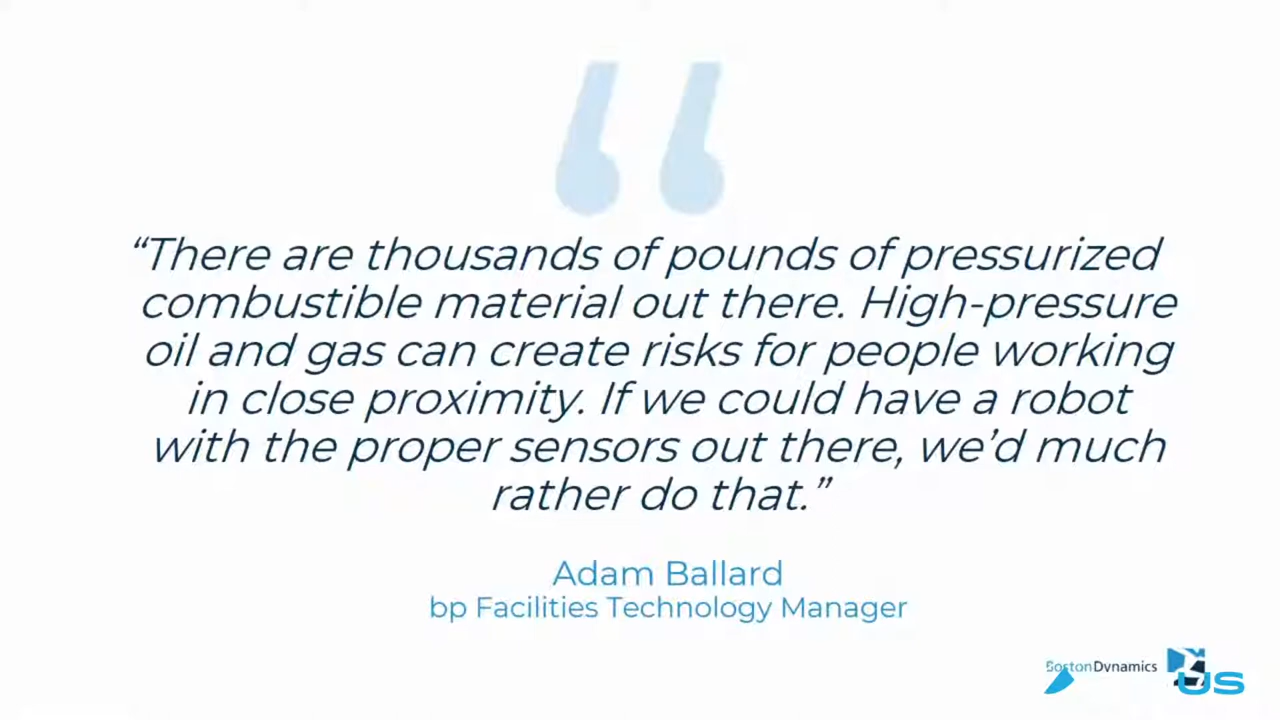 “There are thousands of pounds of pressurized
combustible material out there. High-pressure
oil and gas can create risks for people working
in close proximity. If we could have a robot
with the proper sensors out there, we’d much
rather do that.”
Adam Ballard
bp Facilities Technology Manager
BostonDynamics
US